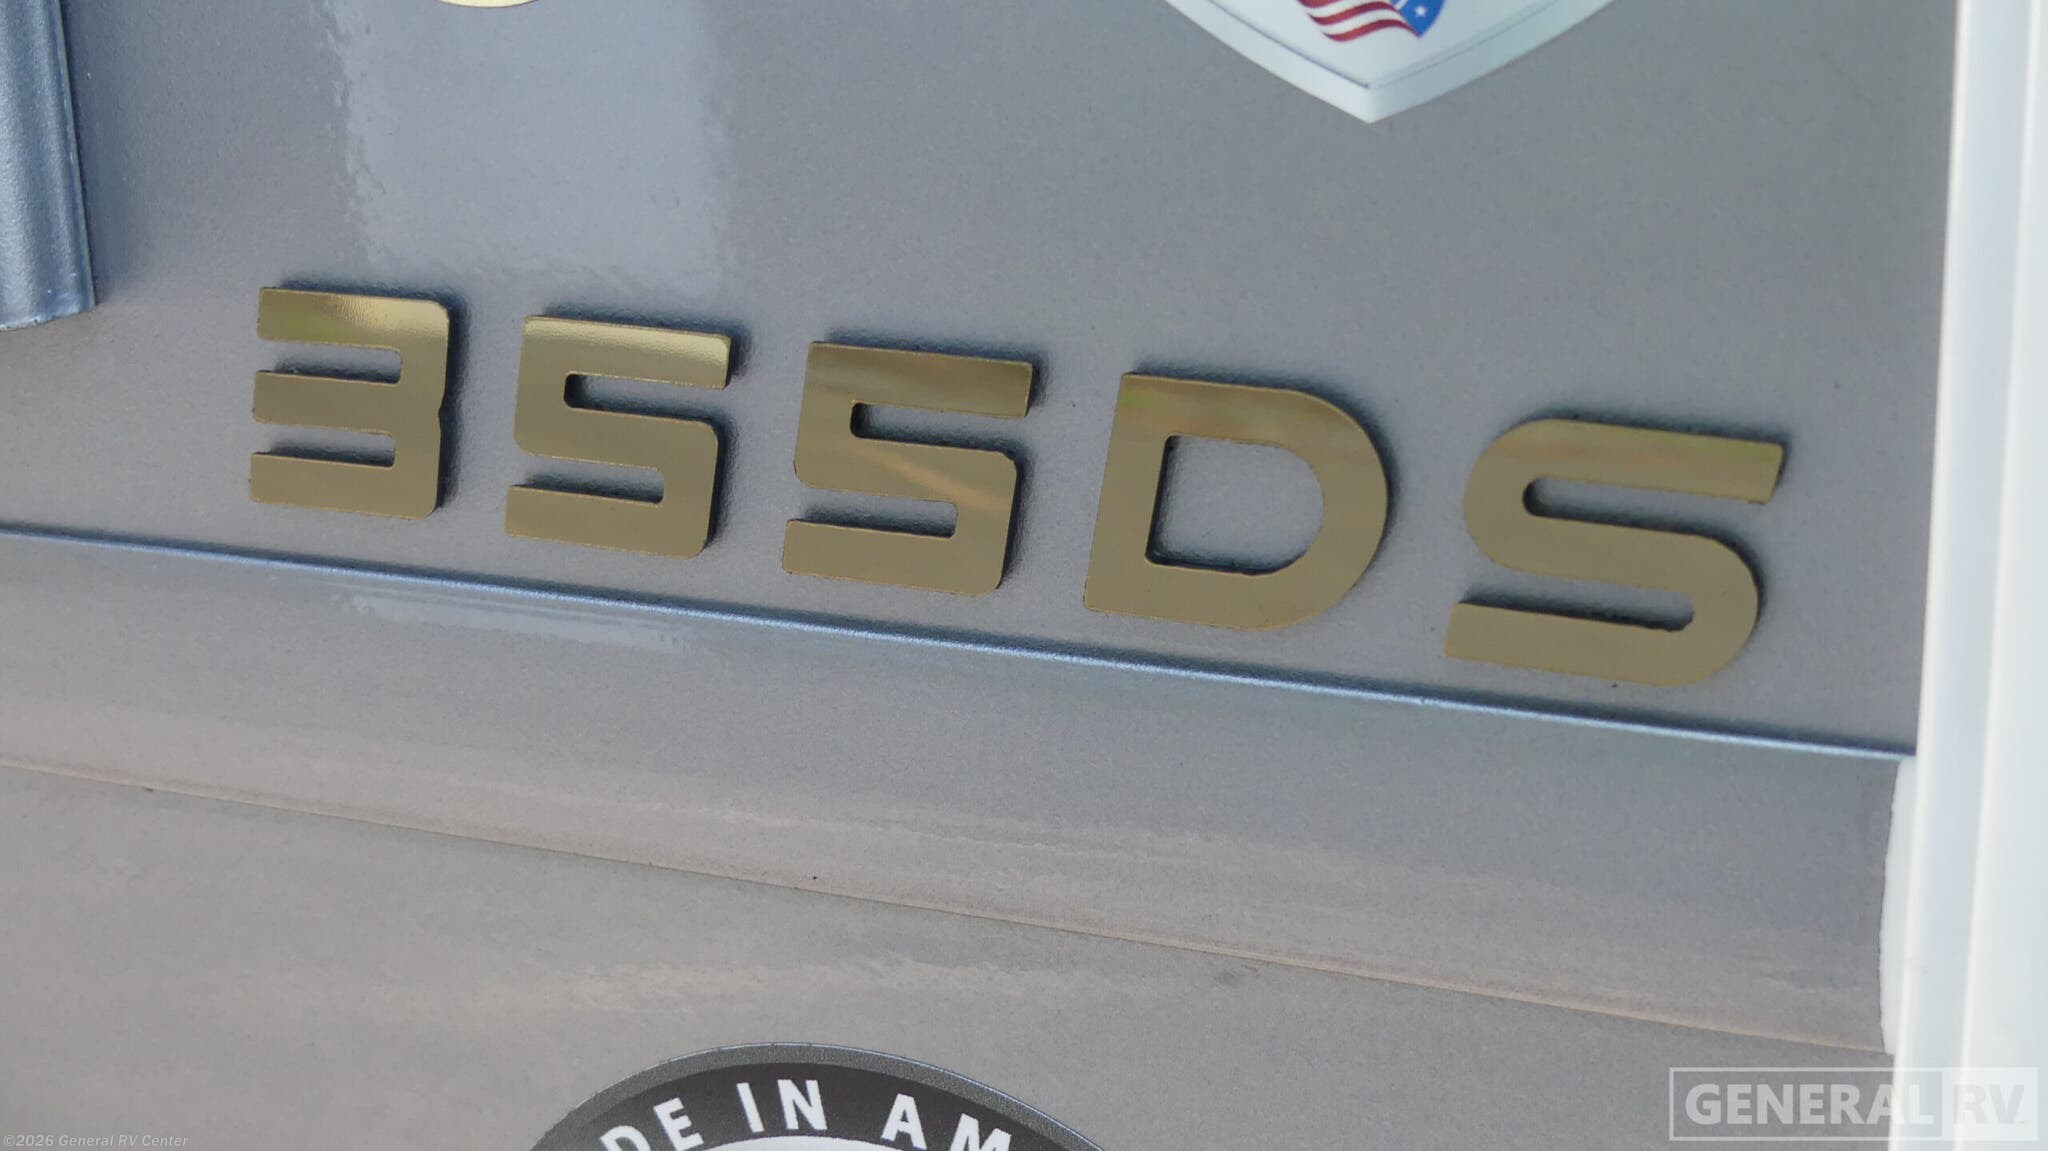 355DS
DE IN AM
GENERAL RV
©2026 General RV Center